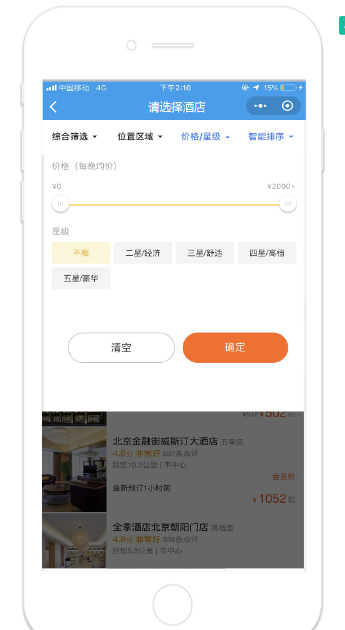 中国移动 4G 下午2:10 15%
请选择酒店
综合筛选 位置区域 价格/星级 智能排序
价格（每晚均价）
¥0 ¥2000+
星级
不限 二星/经济 三星/舒适 四星/高档
五星/豪华
清空 确定
¥502起
北京金融街威斯汀大酒店 五星级
4.6分 非常好 537条点评
距您10.3公里 | 市中心
会员价
最新预订1小时前
¥1052起
全季酒店北京朝阳门店 高档型
4.8分 非常好 336条点评
距您5.3公里 | 市中心